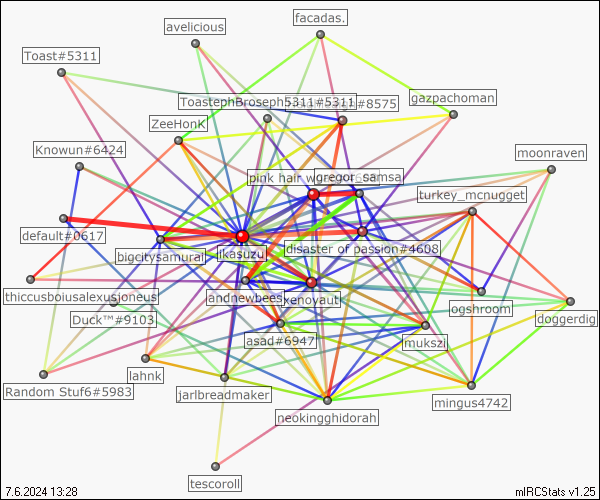 facadas.
avelicious
Toast#5311
ToastephBroseph5311#5311
#8575
gazpachoman
ZeeHonK
Knowun#6424
moonraven
pink hair w
gregor_samsa
turkey_mcnugget
default#0617
jkasuzu
bigcitysamurai
disaster of passion#4608
thiccusboiusalexusjoneus
andnewbees
xenoyaut
ogshroom
Duck™#9103
doggerdig
asad#6947
mukszi
lahnk
Random Stuf6#5983
jarlbreadmaker
mingus4742
neokingghidorah
tescoroll
7.6.2024 13:28
mIRCStats v1.25